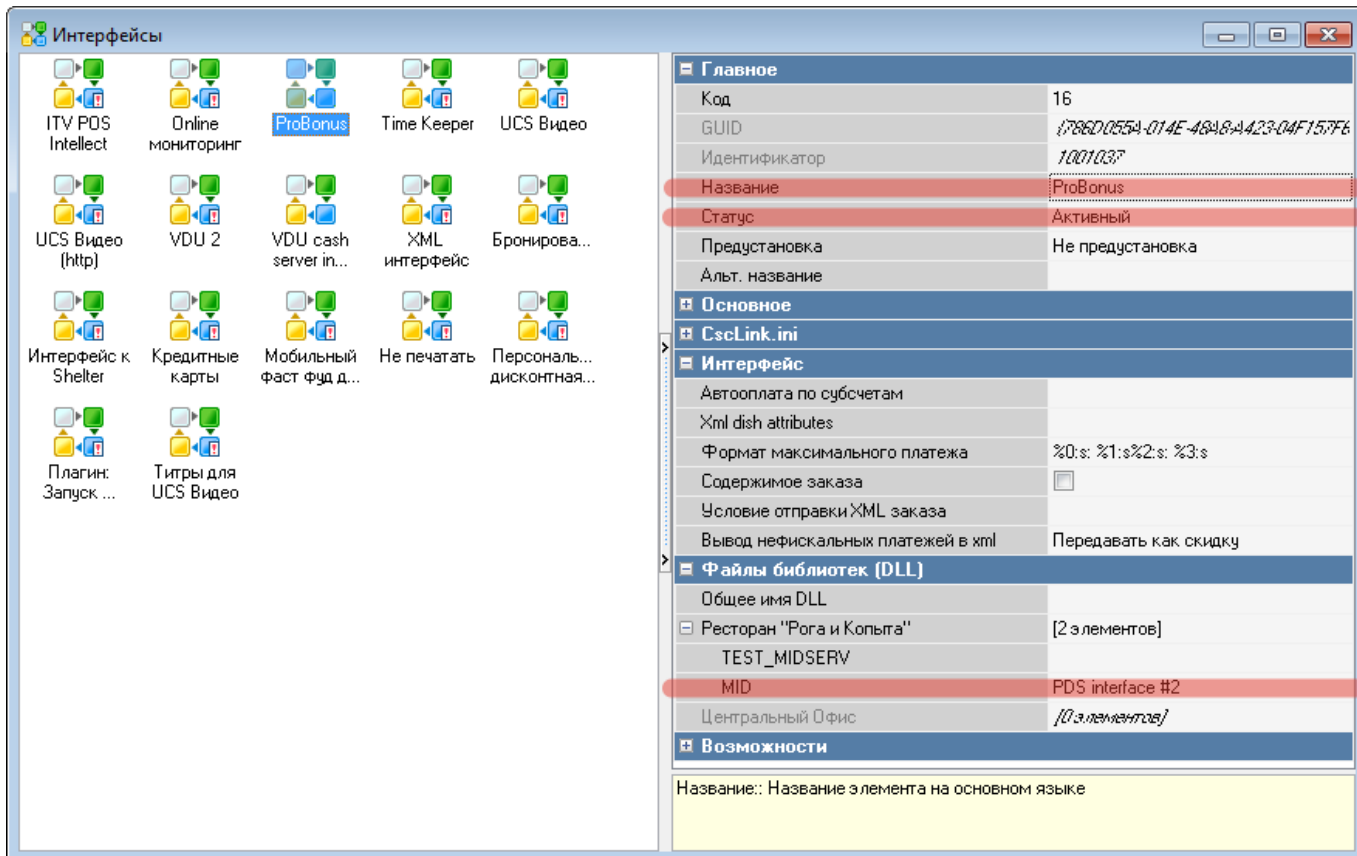 Интерфейсы
ITV POS
Intellect
Online
мониторинг
ProBonus
Time Keeper
UCS Видео
UCS Видео
(http)
VDU 2
VDU cash
server in...
XML
интерфейс
Бронирова...
Интерфейс к
Shelter
Кредитные
карты
Мобильный
фаст фуд д...
Не печатать
Персональ...
дисконтная...
Плагин:
Запуск ...
Титры для
UCS Видео
Главное
Код 16
GUID {786D055A-014E-48A8-A423-04F157F6
Идентификатор 1001037
Название ProBonus
Статус Активный
Предустановка Не предустановка
Альт. название
Основное
CscLink.ini
Интерфейс
Автооплата по субсчетам
Xml dish attributes
Формат максимального платежа %0:s: %1:s%2:s: %3:s
Содержимое заказа
Условие отправки XML заказа
Вывод нефискальных платежей в xml Передавать как скидку
Файлы библиотек (DLL)
Общее имя DLL
Ресторан "Рога и Копыта" [2 элементов]
TEST_MIDSERV
MID PDS interface #2
Центральный Офис [0 элементов]
Возможности
Название:: Название элемента на основном языке